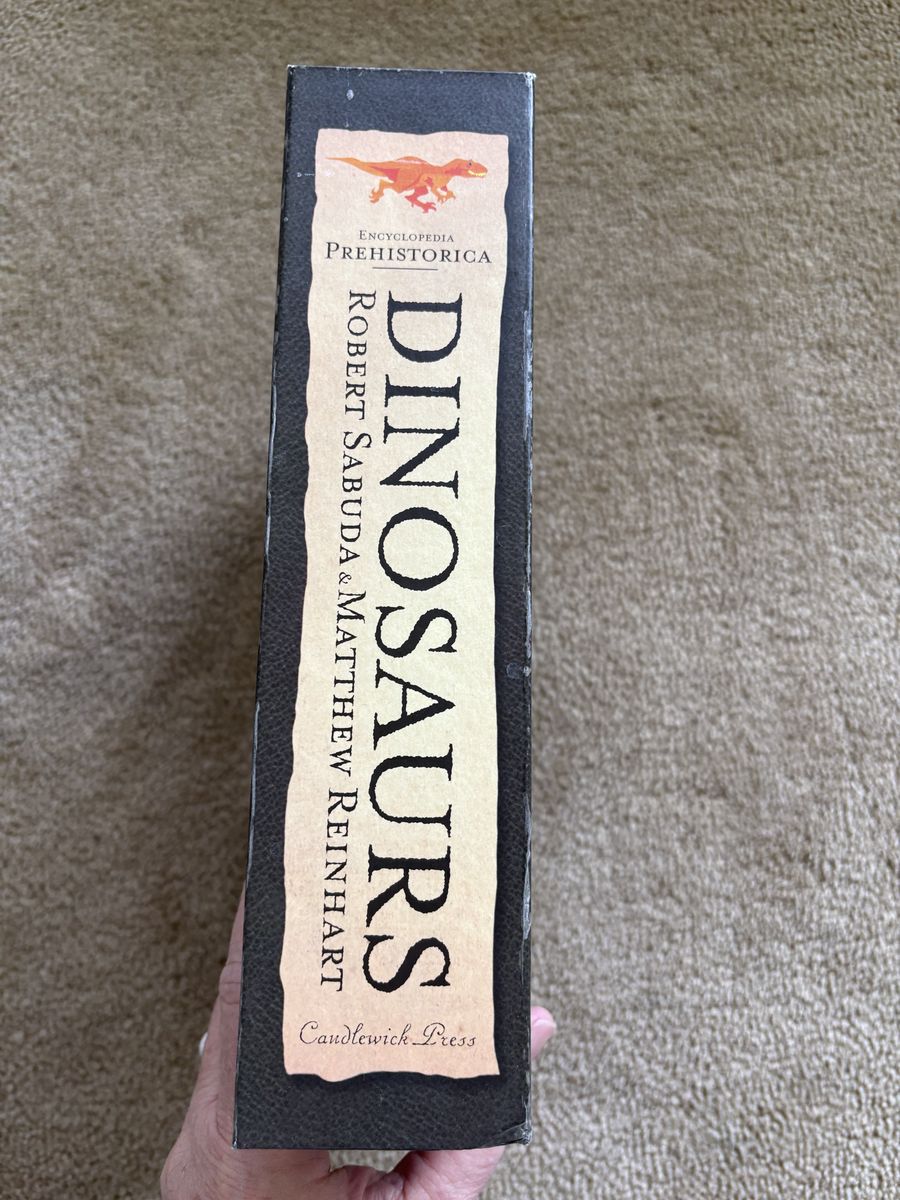 ENCYCLOPEDIA
PREHISTORICA
DINOSAURS
ROBERT SABUDA & MATTHEW REINHART
Candlewick Press